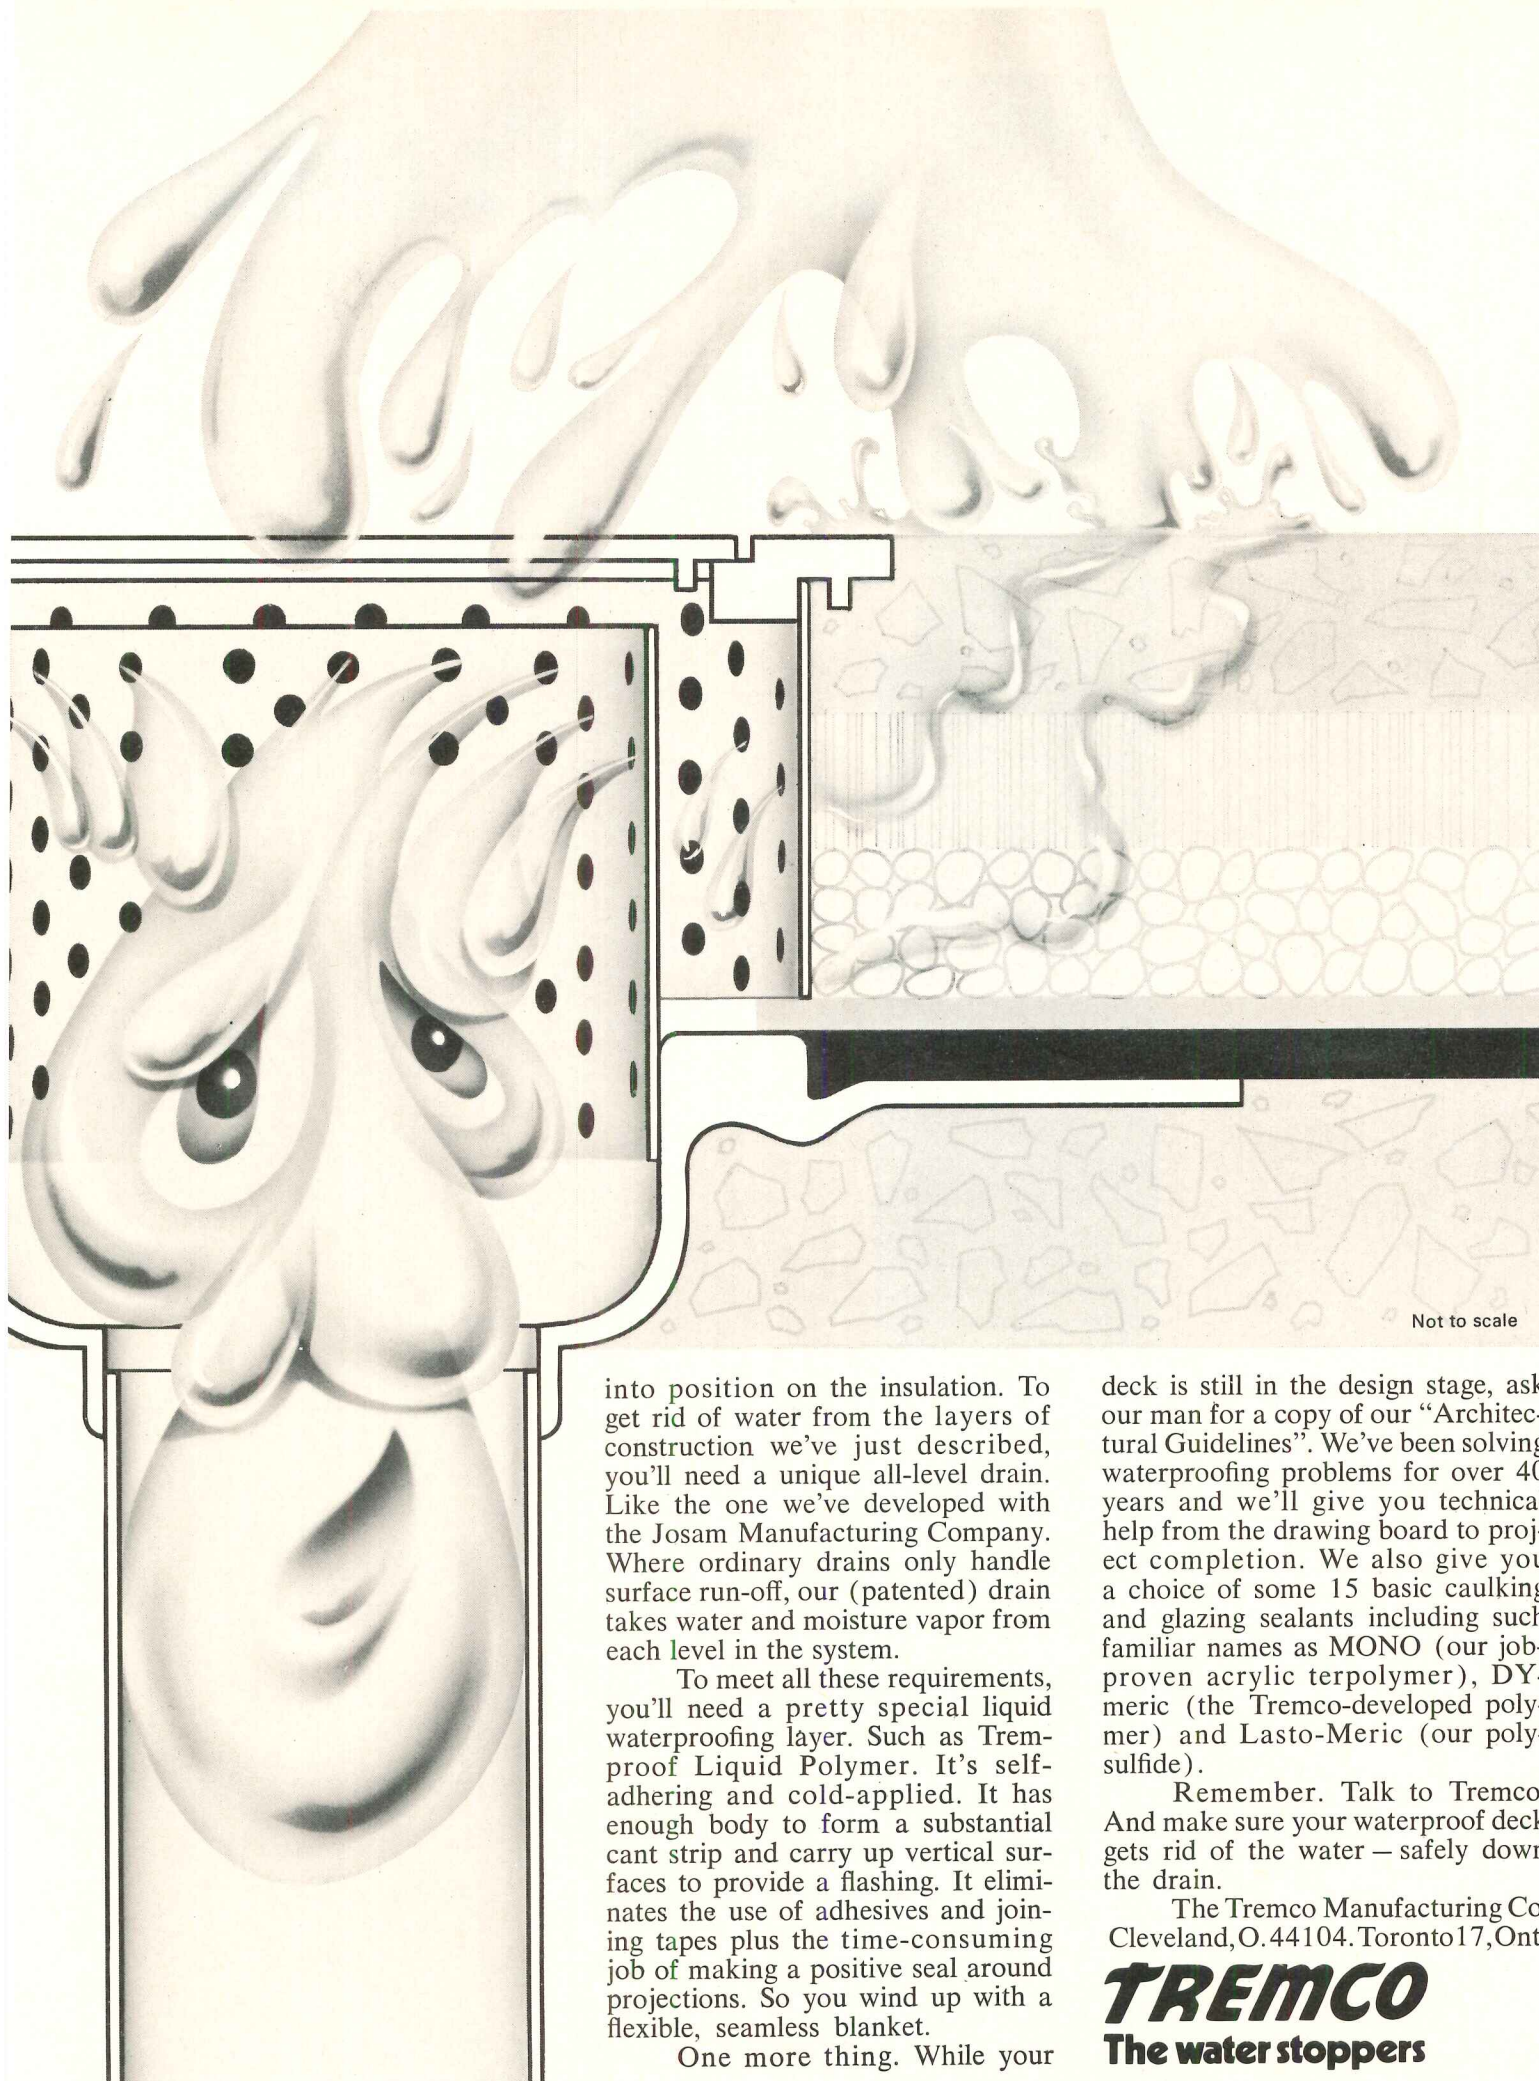 Not to scale
into position on the insulation. To
get rid of water from the layers of
construction we've just described,
you'll need a unique all-level drain.
Like the one we've developed with
the Josam Manufacturing Company.
Where ordinary drains only handle
surface run-off, our (patented) drain
takes water and moisture vapor from
each level in the system.
To meet all these requirements,
you'll need a pretty special liquid
waterproofing layer. Such as Trem-
proof Liquid Polymer. It's self-
adhering and cold-applied. It has
enough body to form a substantial
cant strip and carry up vertical sur-
faces to provide a flashing. It elimi-
nates the use of adhesives and join-
ing tapes plus the time-consuming
job of making a positive seal around
projections. So you wind up with a
flexible, seamless blanket.
One more thing. While your
deck is still in the design stage, ask
our man for a copy of our “Architec-
tural Guidelines”. We've been solving
waterproofing problems for over 40
years and we'll give you technical
help from the drawing board to proj-
ect completion. We also give you
a choice of some 15 basic caulking
and glazing sealants including such
familiar names as MONO (our job-
proven acrylic terpolymer), DY-
meric (the Tremco-developed poly-
mer) and Lasto-Meric (our poly-
sulfide).
Remember. Talk to Tremco
And make sure your waterproof deck
gets rid of the water — safely down
the drain.
The Tremco Manufacturing Co
Cleveland, O. 44104. Toronto 17, Ont
TREMCO
The water stoppers